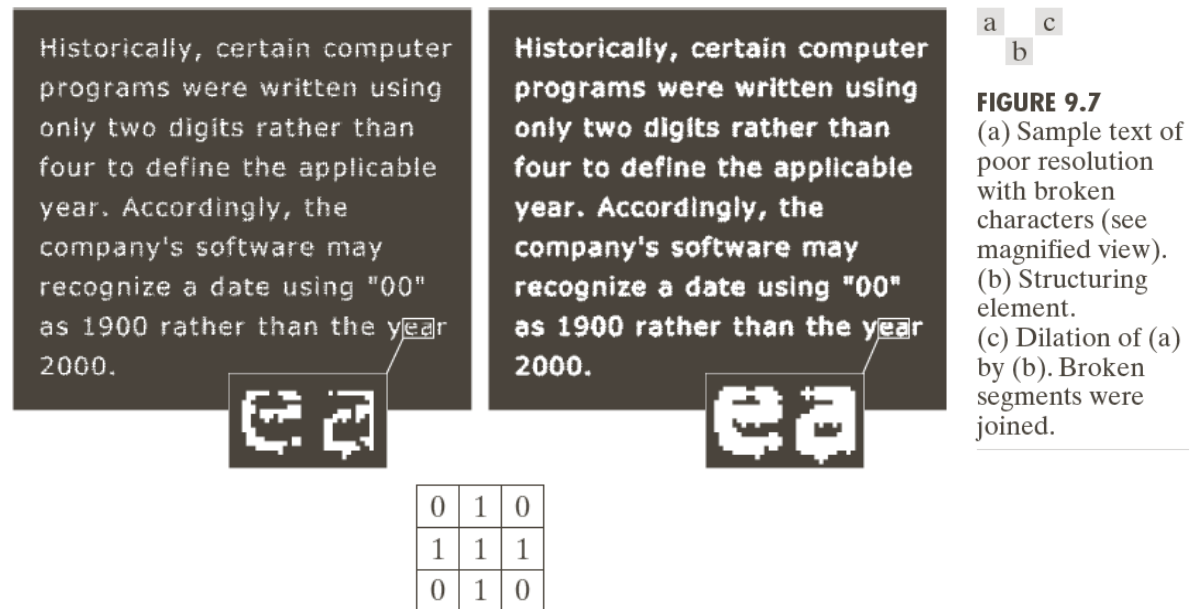 Historically, certain computer
programs were written using
only two digits rather than
four to define the applicable
year. Accordingly, the
company's software may
recognize a date using "00"
as 1900 rather than the year
2000.
e a
Historically, certain computer
programs were written using
only two digits rather than
four to define the applicable
year. Accordingly, the
company's software may
recognize a date using "00"
as 1900 rather than the year
2000.
e a
0 1 0
1 1 1
0 1 0
a c
b
FIGURE 9.7
(a) Sample text of
poor resolution
with broken
characters (see
magnified view).
(b) Structuring
element.
(c) Dilation of (a)
by (b). Broken
segments were
joined.